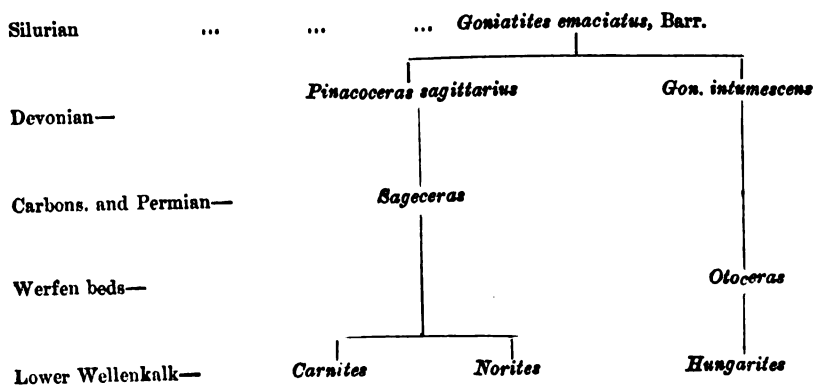 Silurian ... ... ... Goniatites emaciatus, Barr.
Pinacoceras sagittarius Gon. intumescens
Devonian—
Carbons. and Permian— Sageceras
Otoceras
Werfen beds—
Lower Wellenkalk— Carnites Norites Hungarites